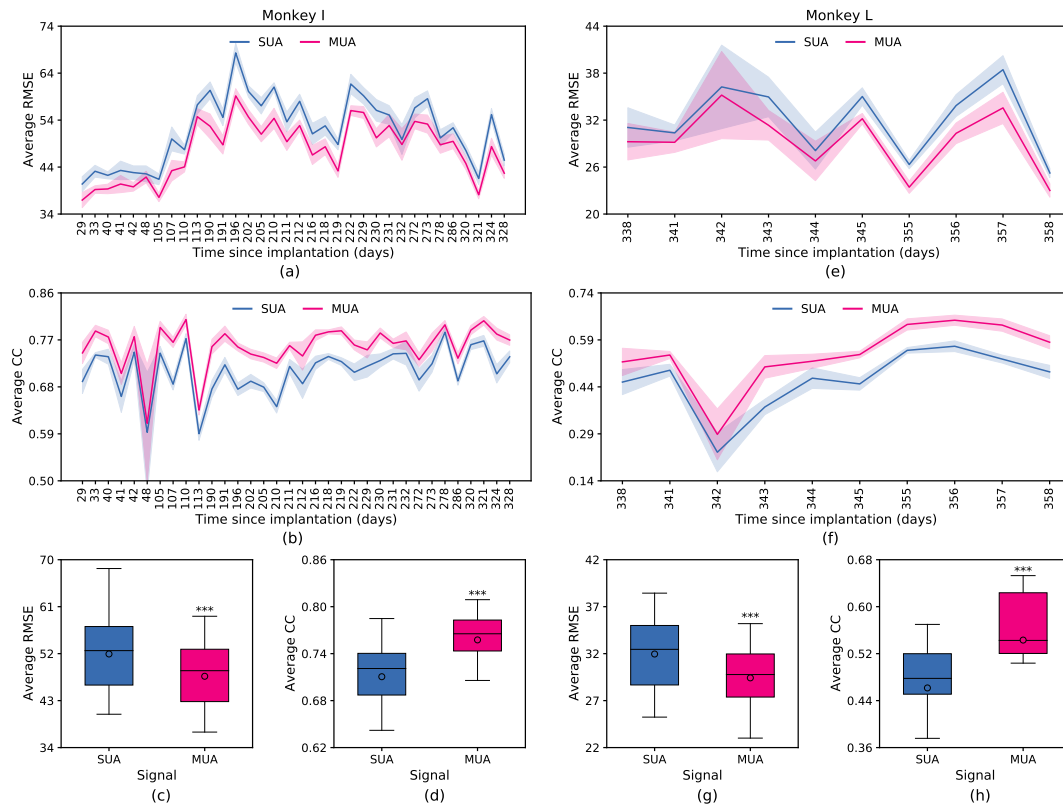 Monkey I
74
64
54
44
34
Average RMSE
SUA MUA
29 33 40 41 42 48 105 107 110 113 190 191 196 202 205 210 211 212 216 218 219 222 229 230 231 232 272 273 278 286 320 321 324 328
Time since implantation (days)
(a)
Monkey L
44
38
32
26
20
Average RMSE
SUA MUA
338 341 342 343 344 345 355 356 357 358
Time since implantation (days)
(e)
0.86
0.77
0.68
0.59
0.50
Average CC
SUA MUA
29 33 40 41 42 48 105 107 110 113 190 191 196 202 205 210 211 212 216 218 219 222 229 230 231 232 272 273 278 286 320 321 324 328
Time since implantation (days)
(b)
0.74
0.59
0.44
0.29
0.14
Average CC
SUA MUA
338 341 342 343 344 345 355 356 357 358
Time since implantation (days)
(f)
70
61
52
43
34
Average RMSE
***
SUA MUA
Signal
(c)
0.86
0.80
0.74
0.68
0.62
Average CC
***
SUA MUA
Signal
(d)
42
37
32
27
22
Average RMSE
***
SUA MUA
Signal
(g)
0.68
0.60
0.52
0.44
0.36
Average CC
***
SUA MUA
Signal
(h)